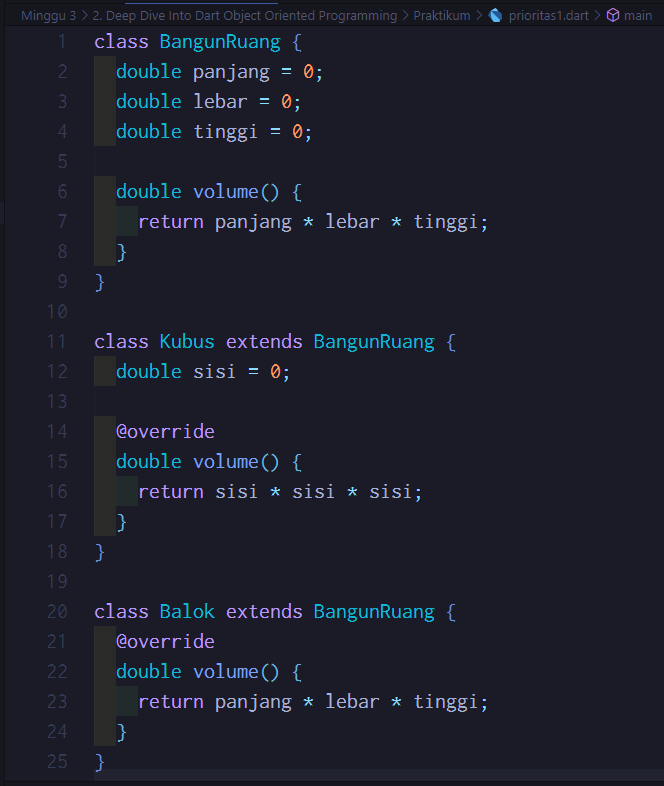 Minggu 3 > 2. Deep Dive Into Dart Object Oriented Programming > Praktikum > prioritas1.dart > main
1 class BangunRuang {
2   double panjang = 0;
3   double lebar = 0;
4   double tinggi = 0;
5
6   double volume() {
7     return panjang * lebar * tinggi;
8   }
9 }
10
11 class Kubus extends BangunRuang {
12   double sisi = 0;
13
14   @override
15   double volume() {
16     return sisi * sisi * sisi;
17   }
18 }
19
20 class Balok extends BangunRuang {
21   @override
22   double volume() {
23     return panjang * lebar * tinggi;
24   }
25 }